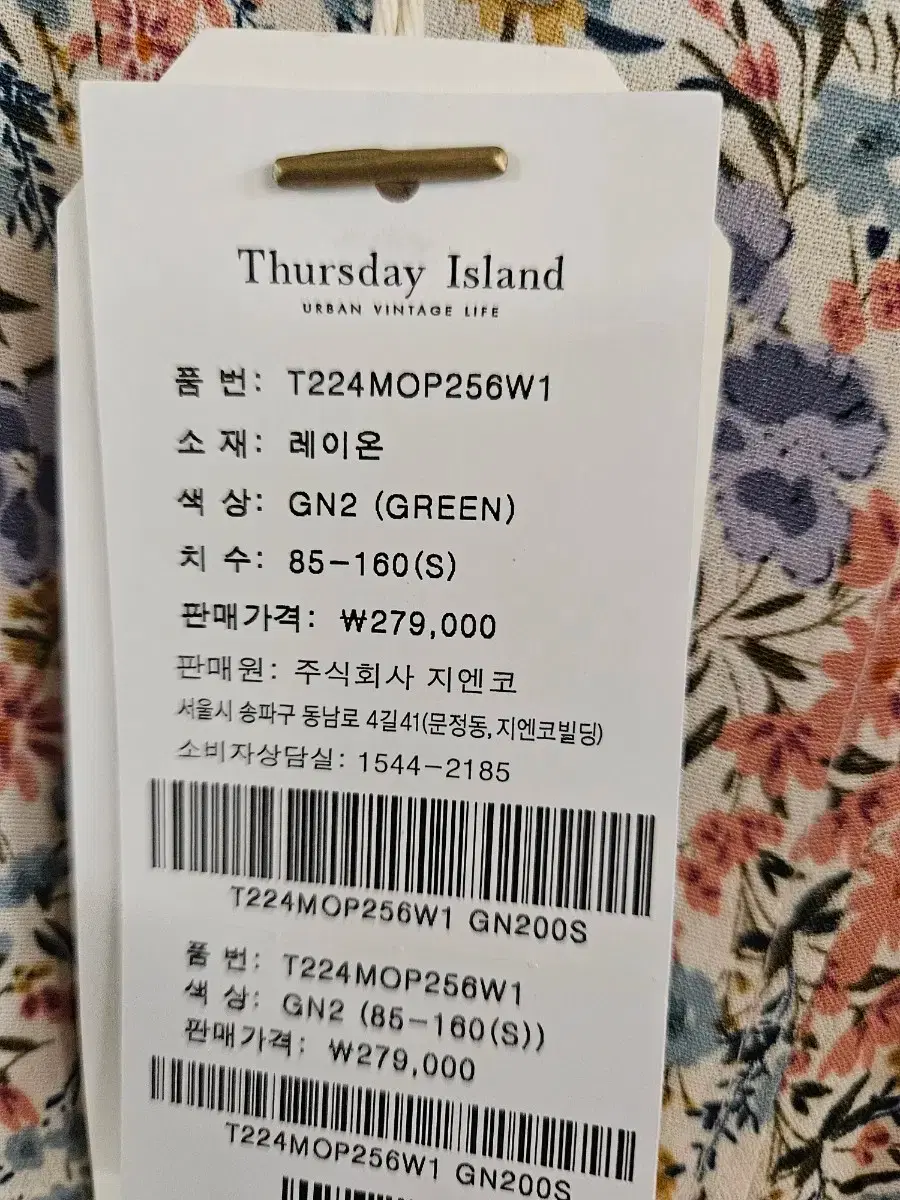 Thursday Island
URBAN VINTAGE LIFE
품 번: T224MOP256W1
소 재: 레이온
색 상: GN2 (GREEN)
치 수: 85-160(S)
판매가격: ₩279,000
판매원: 주식회사 지엔코
서울시 송파구 동남로 4길41(문정동, 지엔코빌딩)
소비자상담실: 1544-2185
T224MOP256W1 GN200S
품 번: T224MOP256W1
색 상: GN2 (85-160(S))
판매가격: ₩279,000
T224MOP256W1 GN200S